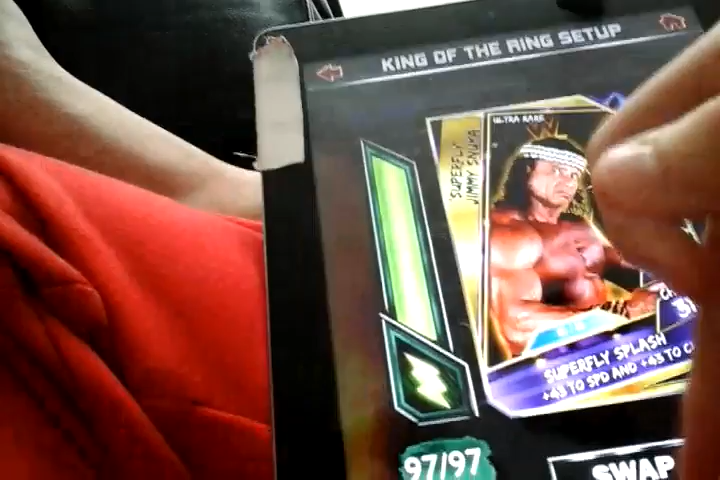 KING OF THE RING SETUP
ULTRA RARE
"SUPERFLY"
JIMMY SNUKA
SUPERFLY SPLASH
+43 TO SPD AND +43 TO
97/97
SWAP